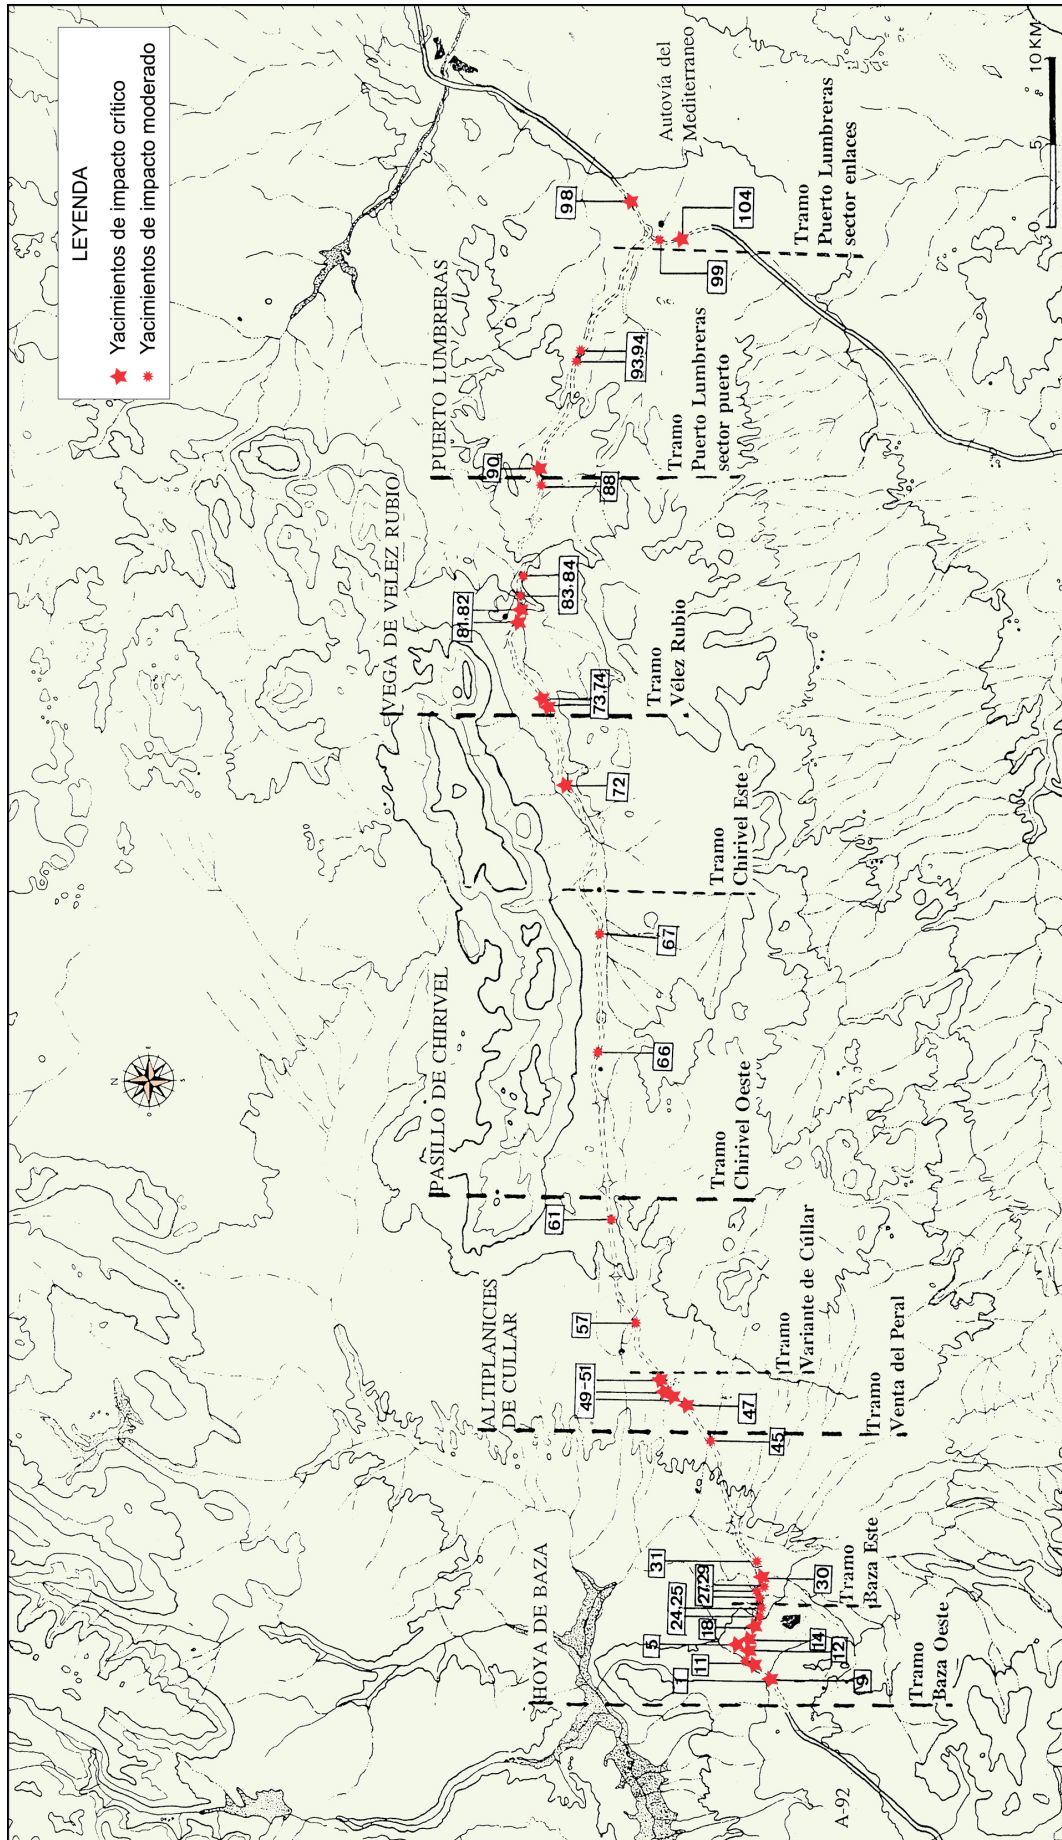 LEYENDA
Yacimientos de impacto crítico
Yacimientos de impacto moderado
N
E
S
O
HOYA DE BAZA
ALTIPLANICIES
DE CULLAR
PASILLO DE CHIRIVEL
VEGA DE VELEZ RUBIO
PUERTO LUMBRERAS
1
11
5
18
24.25
27.29
31
9
12
14
30
45
47
49-51
57
61
66
67
72
73.74
81.82
83.84
88
90
93.94
98
99
104
A-92
Tramo
Baza Oeste
Tramo
Baza Este
Tramo
Venta del Peral
Tramo
Variante de Cúllar
Tramo
Chirivel Oeste
Tramo
Chirivel Este
Tramo
Vélez Rubio
Tramo
Puerto Lumbreras
sector puerto
Tramo
Puerto Lumbreras
sector enlaces
Autovía del
Mediterraneo
0
5
10 KM